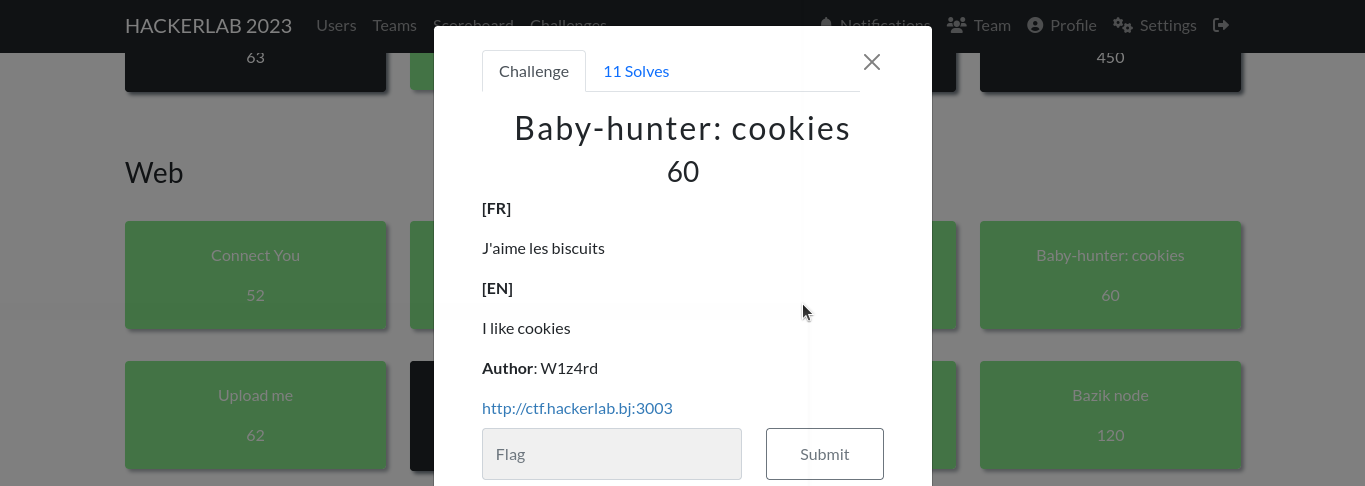 HACKERLAB 2023 Users Teams Scoreboard Challenges Notifications Team Profile Settings
63
450
Challenge 11 Solves
Baby-hunter: cookies
60
[FR]
J'aime les biscuits
[EN]
I like cookies
Author: W1z4rd
http://ctf.hackerlab.bj:3003
Flag Submit
Web
Connect You
52
Baby-hunter: cookies
60
Upload me
62
Bazik node
120